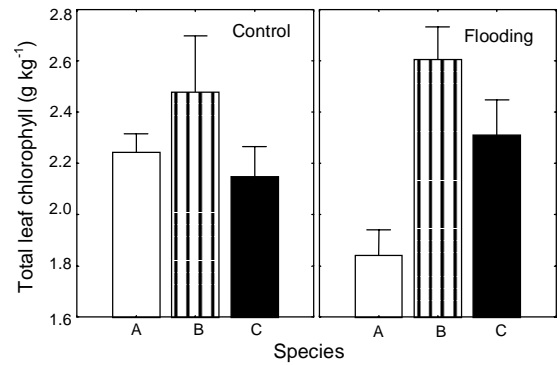 Total leaf chlorophyll (g kg-1)
2.8
2.6
2.4
2.2
2.0
1.8
1.6
Control
Flooding
A B C A B C
Species